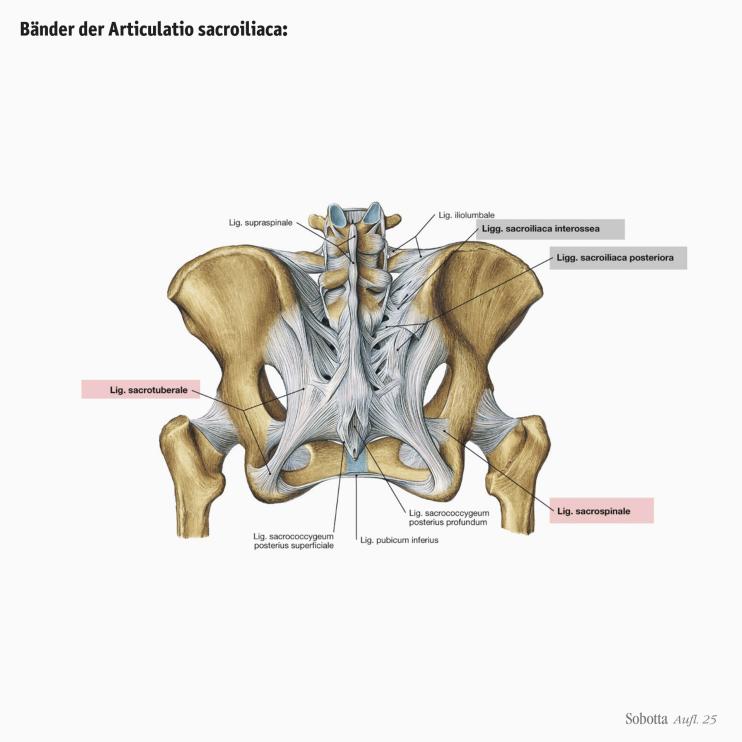 Bänder der Articulatio sacroiliaca:
Lig. supraspinale
Lig. iliolumbale
Ligg. sacroiliaca interossea
Ligg. sacroiliaca posteriora
Lig. sacrotuberale
Lig. sacrospinale
Lig. sacrococcygeum
posterius profundum
Lig. sacrococcygeum
posterius superficiale
Lig. pubicum inferius
Sobotta Aufl. 25